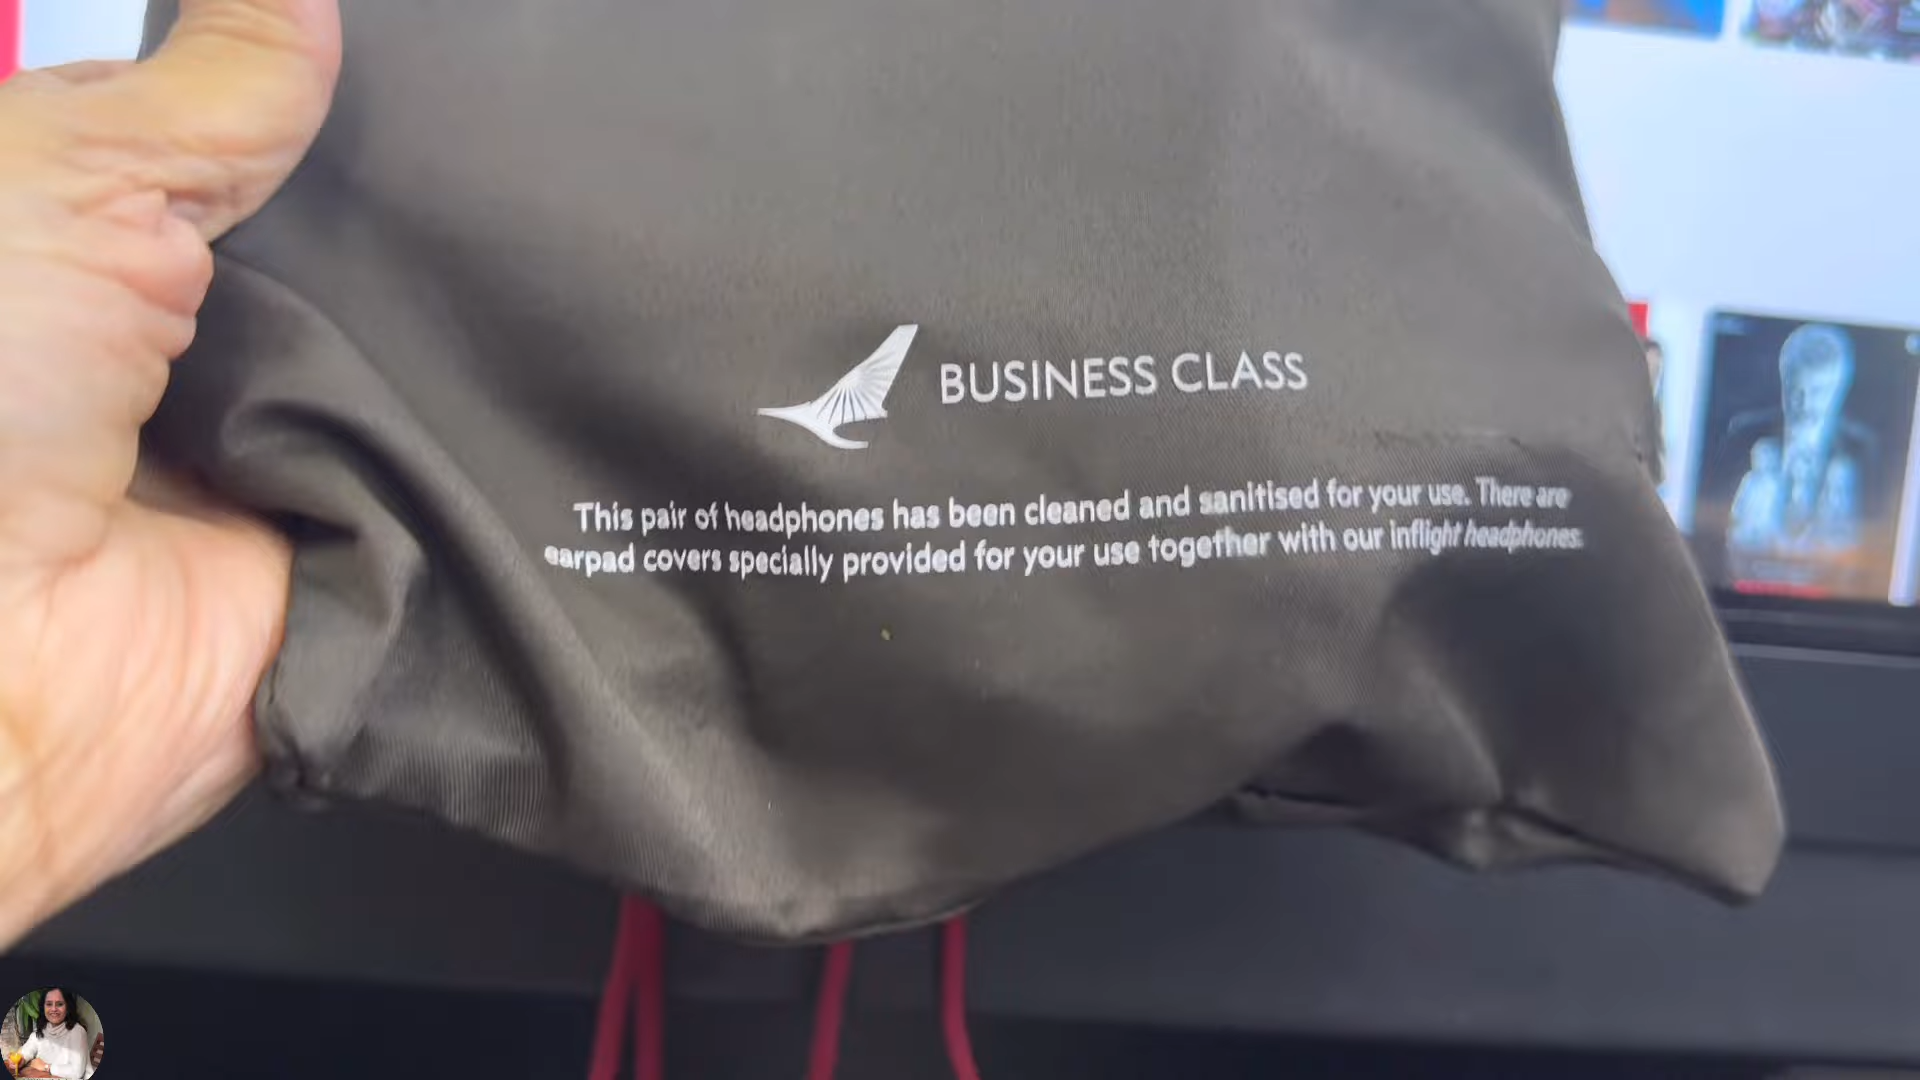 BUSINESS CLASS
This pair of headphones has been cleaned and sanitised for your use. There are
earpad covers specially provided for your use together with our inflight headphones.